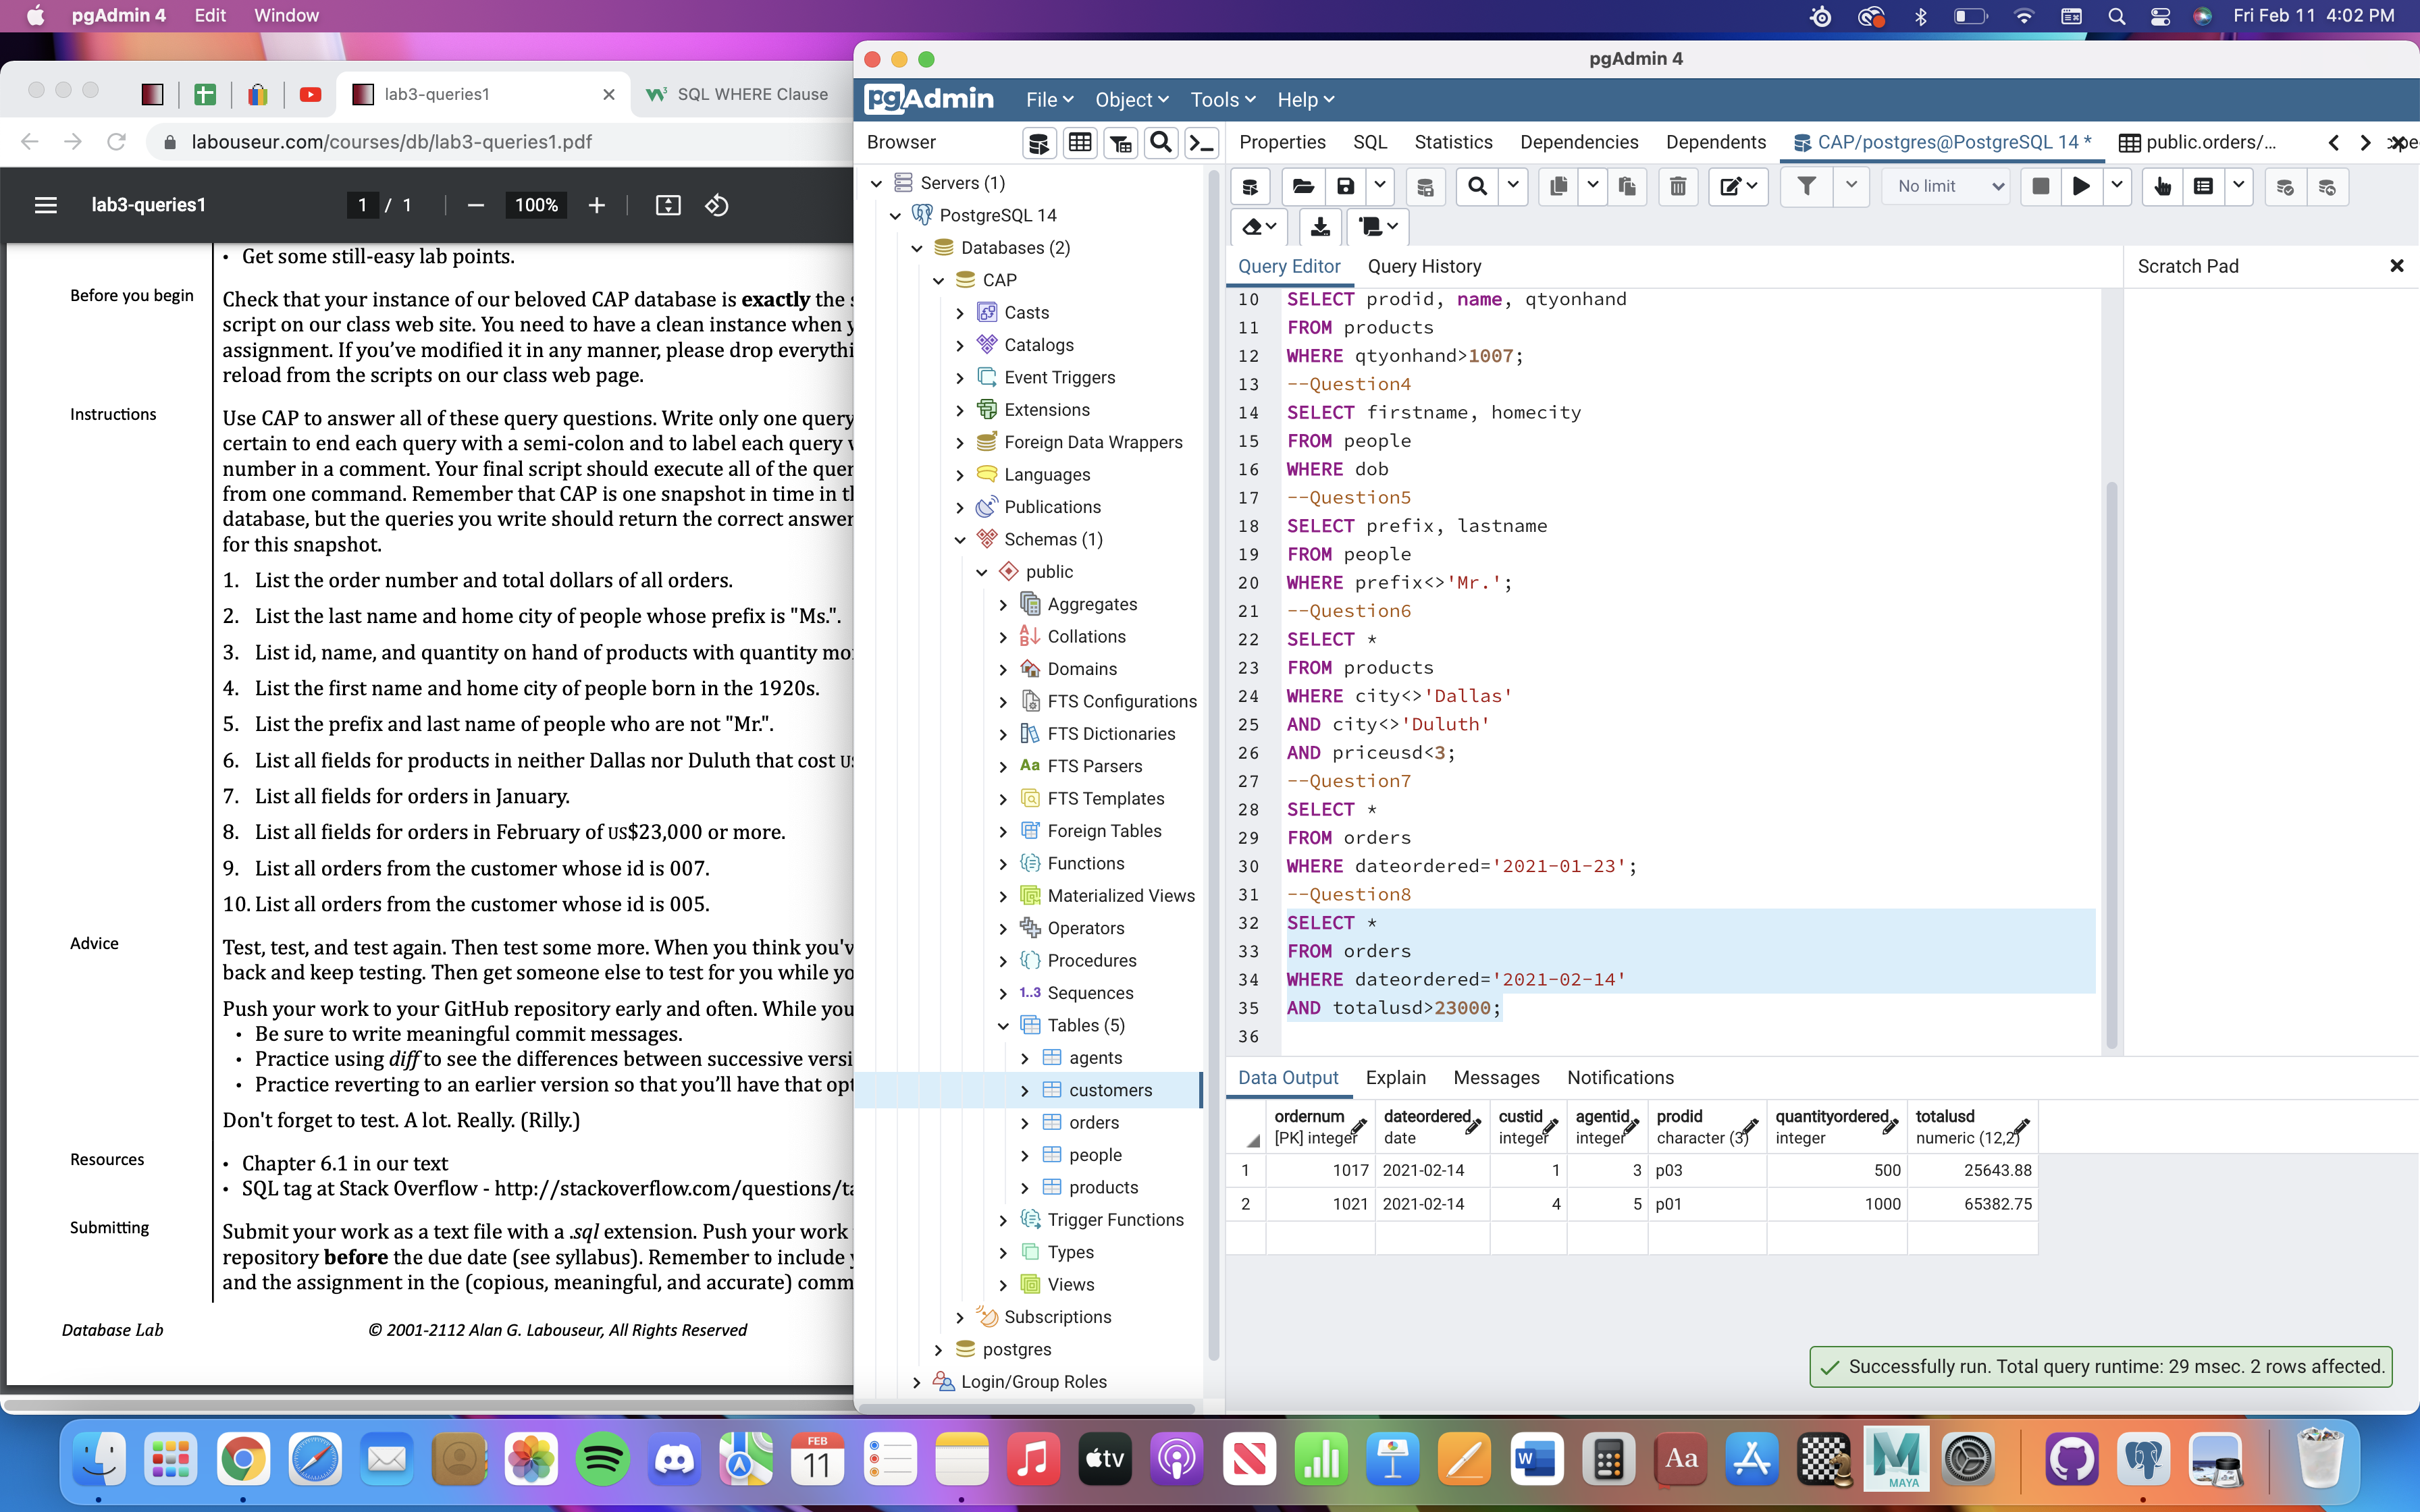 pgAdmin 4 Edit Window Fri Feb 11 4:02 PM
lab3-queries1 SQL WHERE Clause
labouseur.com/courses/db/lab3-queries1.pdf
lab3-queries1 1 / 1 100%
• Get some still-easy lab points.
Before you begin
Check that your instance of our beloved CAP database is exactly the
script on our class web site. You need to have a clean instance when
assignment. If you've modified it in any manner, please drop
reload from the scripts on our class web page.
Instructions
Use CAP to answer all of these query questions. Write only one query
certain to end each query with a semi-colon and to label each query
number in a comment. Your final script should execute all of the
from one command. Remember that CAP is one snapshot in time in
database, but the queries you write should return the correct
for this snapshot.
1. List the order number and total dollars of all orders.
2. List the last name and home city of people whose prefix is "Ms.".
3. List id, name, and quantity on hand of products with quantity
4. List the first name and home city of people born in the 1920s.
5. List the prefix and last name of people who are not "Mr.".
6. List all fields for products in neither Dallas nor Duluth that cost
7. List all fields for orders in January.
8. List all fields for orders in February of US$23,000 or more.
9. List all orders from the customer whose id is 007.
10. List all orders from the customer whose id is 005.
Advice
Test, test, and test again. Then test some more. When you think
back and keep testing. Then get someone else to test for you while
Push your work to your GitHub repository early and often. While
• Be sure to write meaningful commit messages.
• Practice using diff to see the differences between successive
• Practice reverting to an earlier version so that you'll have that
Don't forget to test. A lot. Really. (Rilly.)
Resources
• Chapter 6.1 in our text
• SQL tag at Stack Overflow - http://stackoverflow.com/questions/ta
Submitting
Submit your work as a text file with a .sql extension. Push your work
repository before the due date (see syllabus). Remember to include
and the assignment in the (copious, meaningful, and accurate)
Database Lab © 2001-2112 Alan G. Labouseur, All Rights Reserved
pgAdmin 4
pgAdmin File Object Tools Help
Browser
Servers (1)
PostgreSQL 14
Databases (2)
CAP
Casts
Catalogs
Event Triggers
Extensions
Foreign Data Wrappers
Languages
Publications
Schemas (1)
public
Aggregates
Collations
Domains
FTS Configurations
FTS Dictionaries
Aa FTS Parsers
FTS Templates
Foreign Tables
Functions
Materialized Views
Operators
Procedures
1..3 Sequences
Tables (5)
agents
customers
orders
people
products
Trigger Functions
Types
Views
Subscriptions
postgres
Login/Group Roles
Properties SQL Statistics Dependencies Dependents CAP/postgres@PostgreSQL 14 * public.orders/...
No limit
Query Editor Query History Scratch Pad
10 SELECT prodid, name, qtyonhand
11 FROM products
12 WHERE qtyonhand>1007;
13 --Question4
14 SELECT firstname, homecity
15 FROM people
16 WHERE dob
17 --Question5
18 SELECT prefix, lastname
19 FROM people
20 WHERE prefix<>'Mr.';
21 --Question6
22 SELECT *
23 FROM products
24 WHERE city<>'Dallas'
25 AND city<>'Duluth'
26 AND priceusd<3;
27 --Question7
28 SELECT *
29 FROM orders
30 WHERE dateordered='2021-01-23';
31 --Question8
32 SELECT *
33 FROM orders
34 WHERE dateordered='2021-02-14'
35 AND totalusd>23000;
36
Data Output Explain Messages Notifications
ordernum dateordered custid agentid prodid quantityordered totalusd
[PK] integer date integer integer character (3) integer numeric (12,2)
1 1017 2021-02-14 1 3 p03 500 25643.88
2 1021 2021-02-14 4 5 p01 1000 65382.75
Successfully run. Total query runtime: 29 msec. 2 rows affected.
FEB
11
tv
W
Aa
MAYA